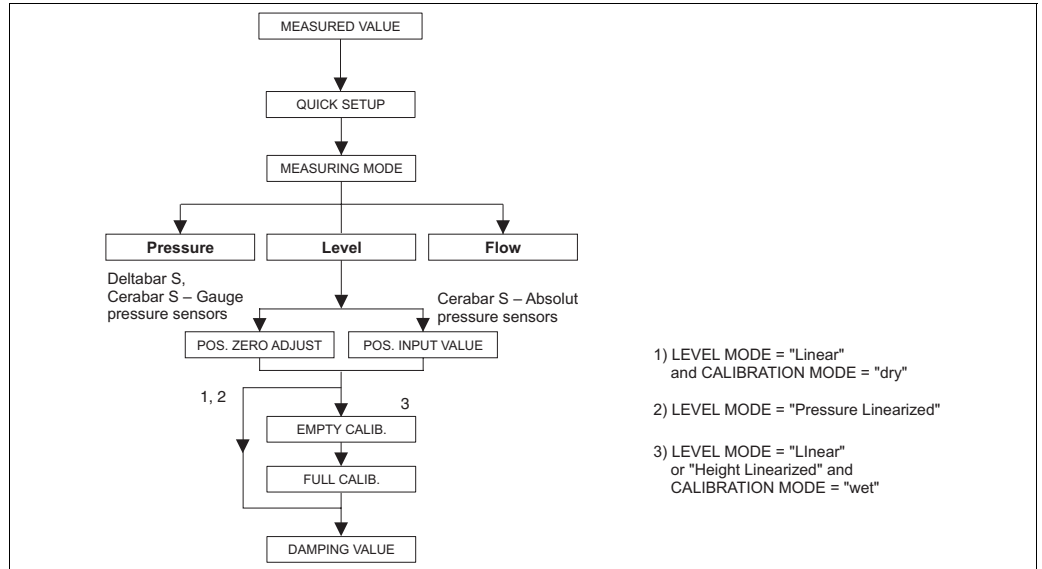 MEASURED VALUE
QUICK SETUP
MEASURING MODE
Pressure
Level
Flow
Deltabar S,
Cerabar S – Gauge
pressure sensors
Cerabar S – Absolut
pressure sensors
POS. ZERO ADJUST
POS. INPUT VALUE
1, 2
3
EMPTY CALIB.
FULL CALIB.
DAMPING VALUE
1) LEVEL MODE = "Linear"
and CALIBRATION MODE = "dry"
2) LEVEL MODE = "Pressure Linearized"
3) LEVEL MODE = "LInear"
or "Height Linearized" and
CALIBRATION MODE = "wet"